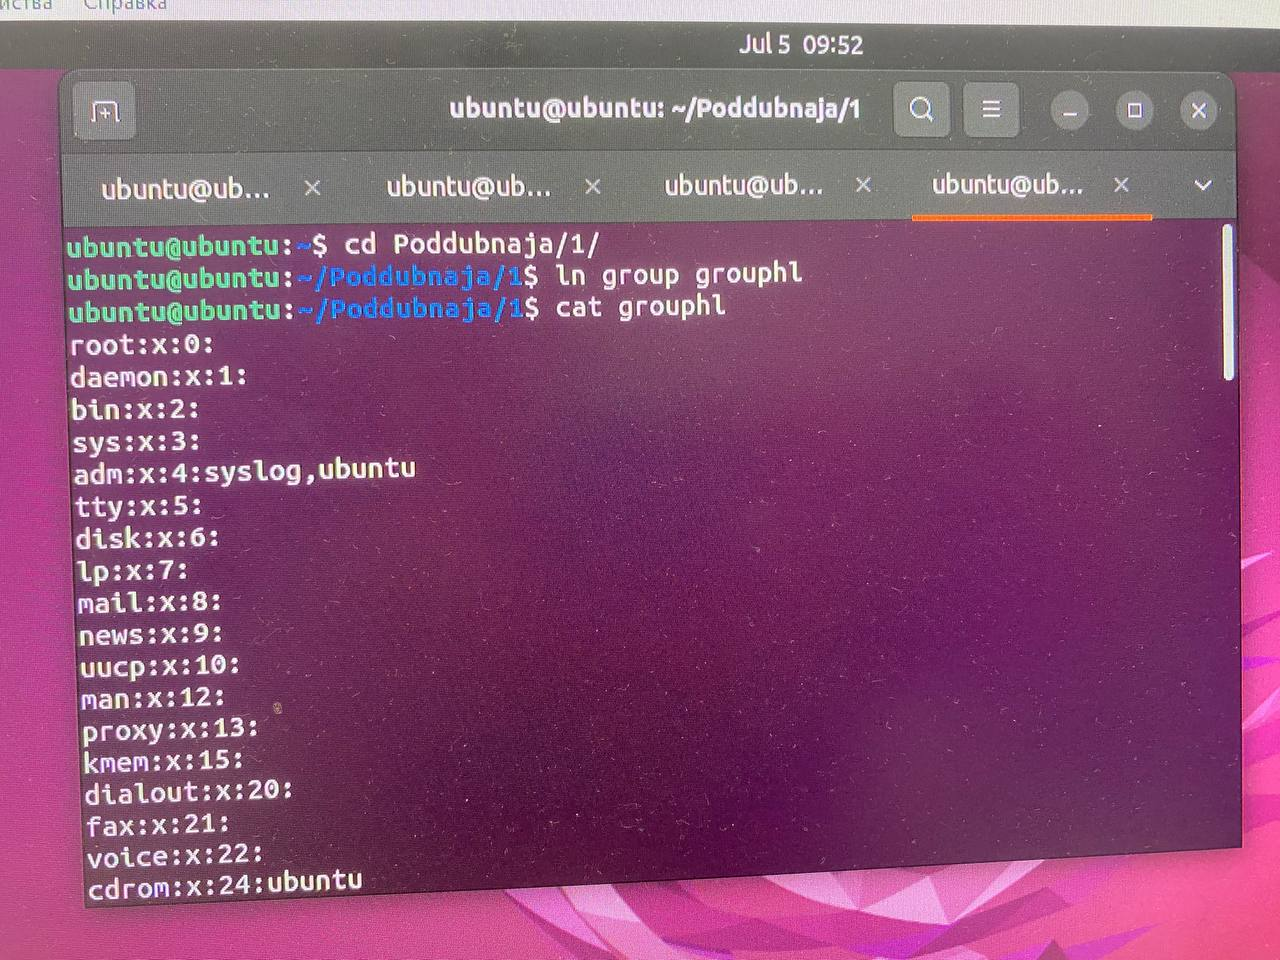 Справка
Jul 5 09:52
ubuntu@ubuntu: ~/Poddubnaja/1
ubuntu@ub... ubuntu@ub... ubuntu@ub... ubuntu@ub...
ubuntu@ubuntu:~$ cd Poddubnaja/1/
ubuntu@ubuntu:~/Poddubnaja/1$ ln group grouphl
ubuntu@ubuntu:~/Poddubnaja/1$ cat grouphl
root:x:0:
daemon:x:1:
bin:x:2:
sys:x:3:
adm:x:4:syslog,ubuntu
tty:x:5:
disk:x:6:
lp:x:7:
mail:x:8:
news:x:9:
uucp:x:10:
man:x:12:
proxy:x:13:
kmem:x:15:
dialout:x:20:
fax:x:21:
voice:x:22:
cdrom:x:24:ubuntu